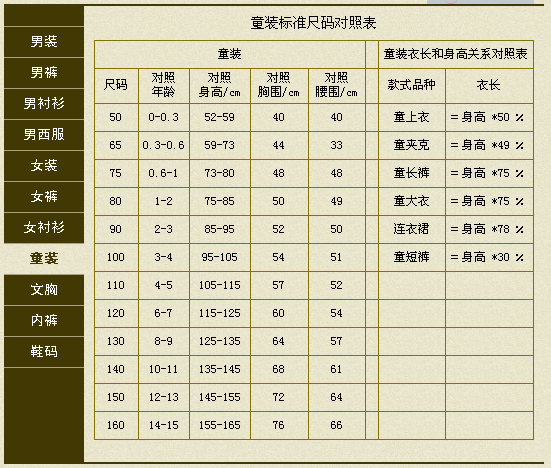 童装标准尺码对照表
男装
男裤
男衬衫
男西服
女装
女裤
女衬衫
童装
文胸
内裤
鞋码
童装 童装衣长和身高关系对照表
尺码 对照年龄 对照身高/cm 对照胸围/cm 对照腰围/cm 款式品种 衣长
50 0-0.3 52-59 40 40 童上衣 =身高 *50 %
65 0.3-0.6 59-73 44 33 童夹克 =身高 *49 %
75 0.6-1 73-80 48 48 童长裤 =身高 *75 %
80 1-2 75-85 50 49 童大衣 =身高 *75 %
90 2-3 85-95 52 50 连衣裙 =身高 *78 %
100 3-4 95-105 54 51 童短裤 =身高 *30 %
110 4-5 105-115 57 52
120 6-7 115-125 60 54
130 8-9 125-135 64 57
140 10-11 135-145 68 61
150 12-13 145-155 72 64
160 14-15 155-165 76 66